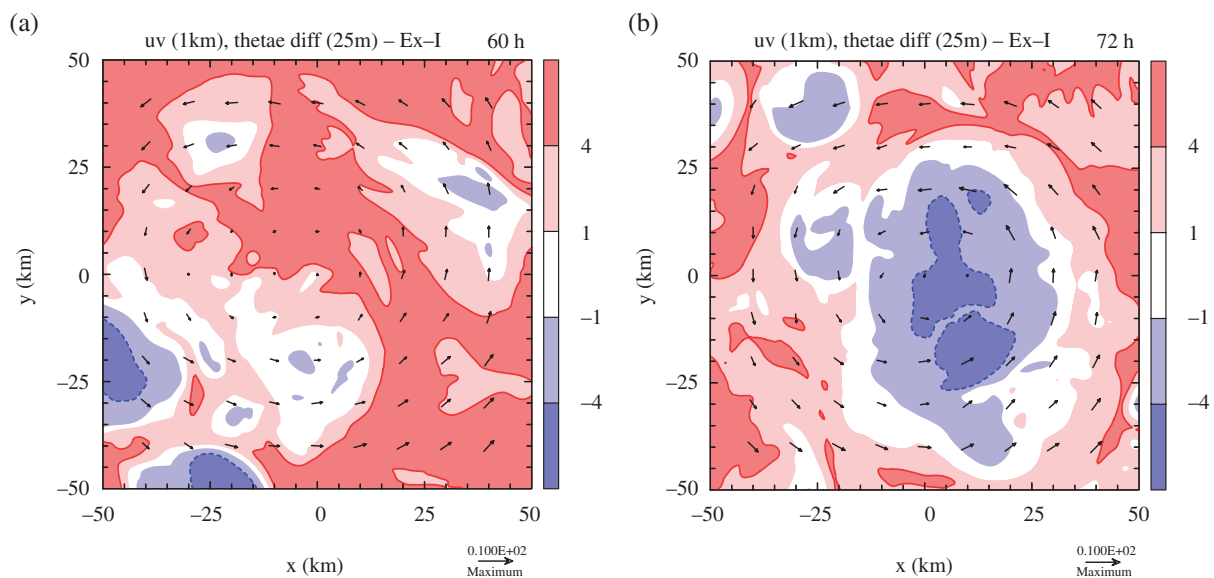 (a)
uv (1km), thetae diff (25m) – Ex–I 60 h
50
25
0
−25
−50
y (km)
−50 −25 0 25 50
x (km)
4
1
−1
−4
0.100E+02
Maximum
(b)
uv (1km), thetae diff (25m) – Ex–I 72 h
50
25
0
−25
−50
y (km)
−50 −25 0 25 50
x (km)
4
1
−1
−4
0.100E+02
Maximum